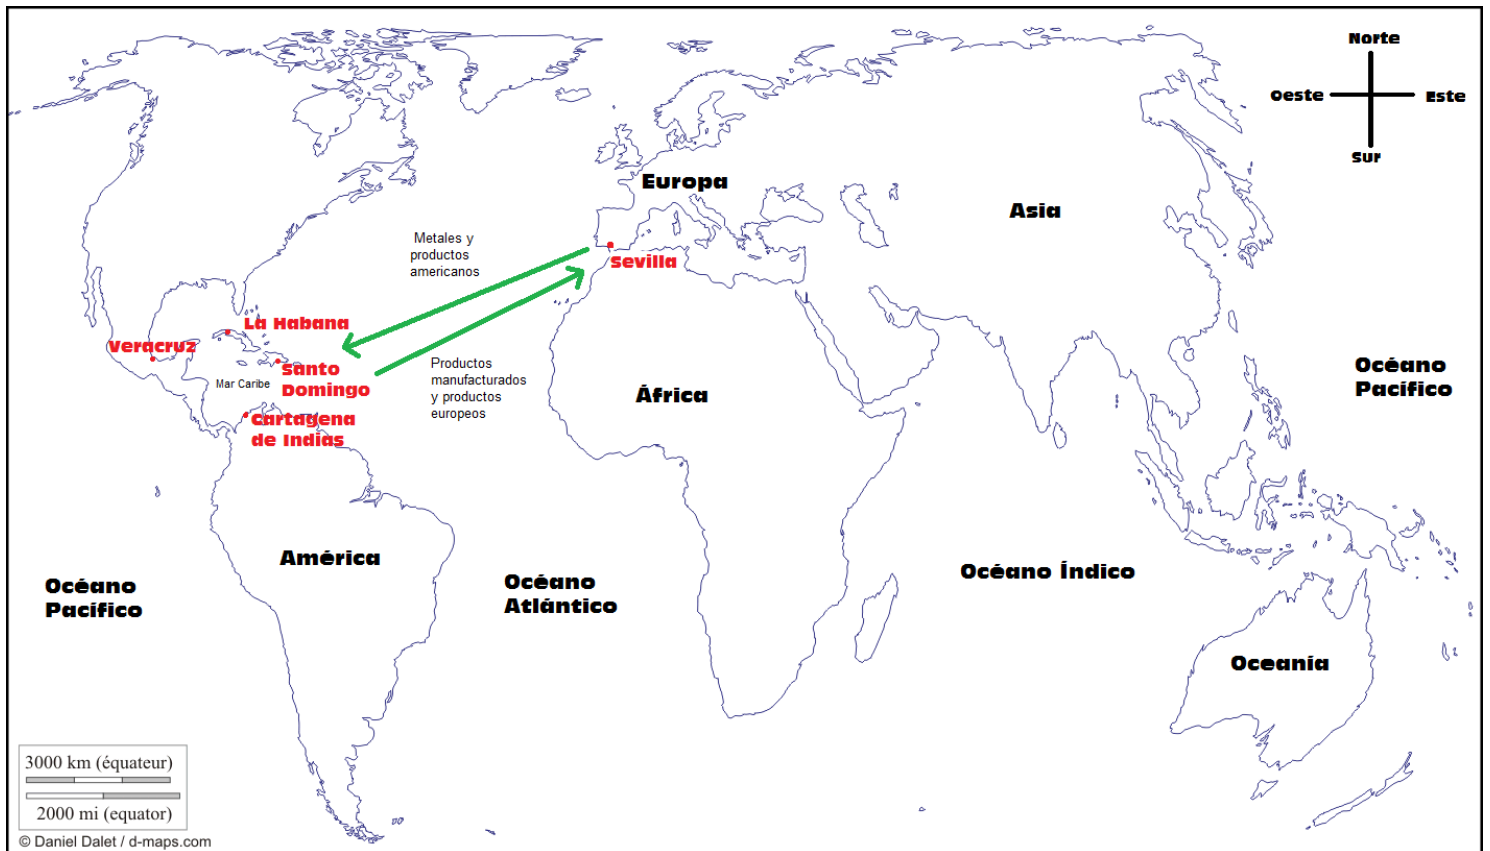 Norte
Oeste
Este
Sur
Europa
Asia
Metales y
productos
americanos
Sevilla
La Habana
Veracruz
Santo
Domingo
Mar Caribe
Productos
manufacturados
y productos
europeos
Océano
Pacífico
África
Cartagena
de Indias
América
Océano
Pacífico
Océano
Atlántico
Océano Índico
Oceanía
3000 km (équateur)
2000 mi (equator)
© Daniel Dalet / d-maps.com